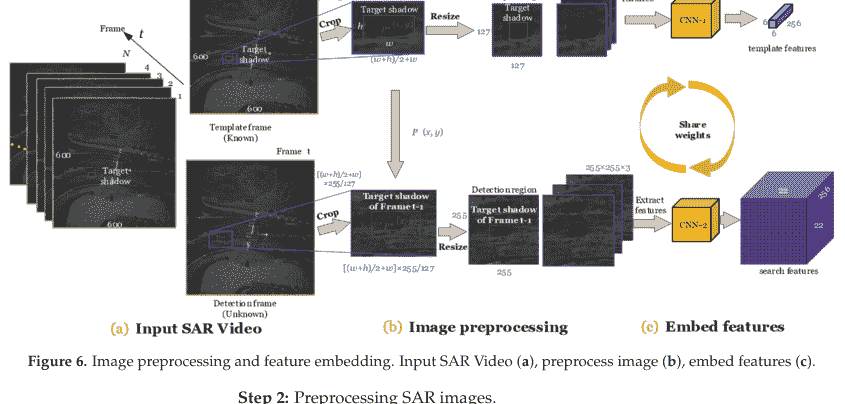 Frame t
N
4
3
2
1
600
Target
shadow
600
600
Target
shadow
600
Template frame
(Known)
Crop
Target
shadow
h
w
(w+h)/2+w
Resize
127
Target
shadow
127
CNN-1
6
6
256
template features
P (x, y)
Share
weights
Frame t
[(w+h)/2+w]
×255/127
Crop
Target shadow
of Frame t-1
[(w+h)/2+w]×255/127
Detection frame
(Unknown)
255
Resize
Detection region
Target shadow
of Frame t-1
255
255×255×3
Extract
features
CNN-2
22
256
22
search features
(a) Input SAR Video
(b) Image preprocessing
(c) Embed features
Figure 6. Image preprocessing and feature embedding. Input SAR Video (a), preprocess image (b), embed features (c).
Step 2: Preprocessing SAR images.